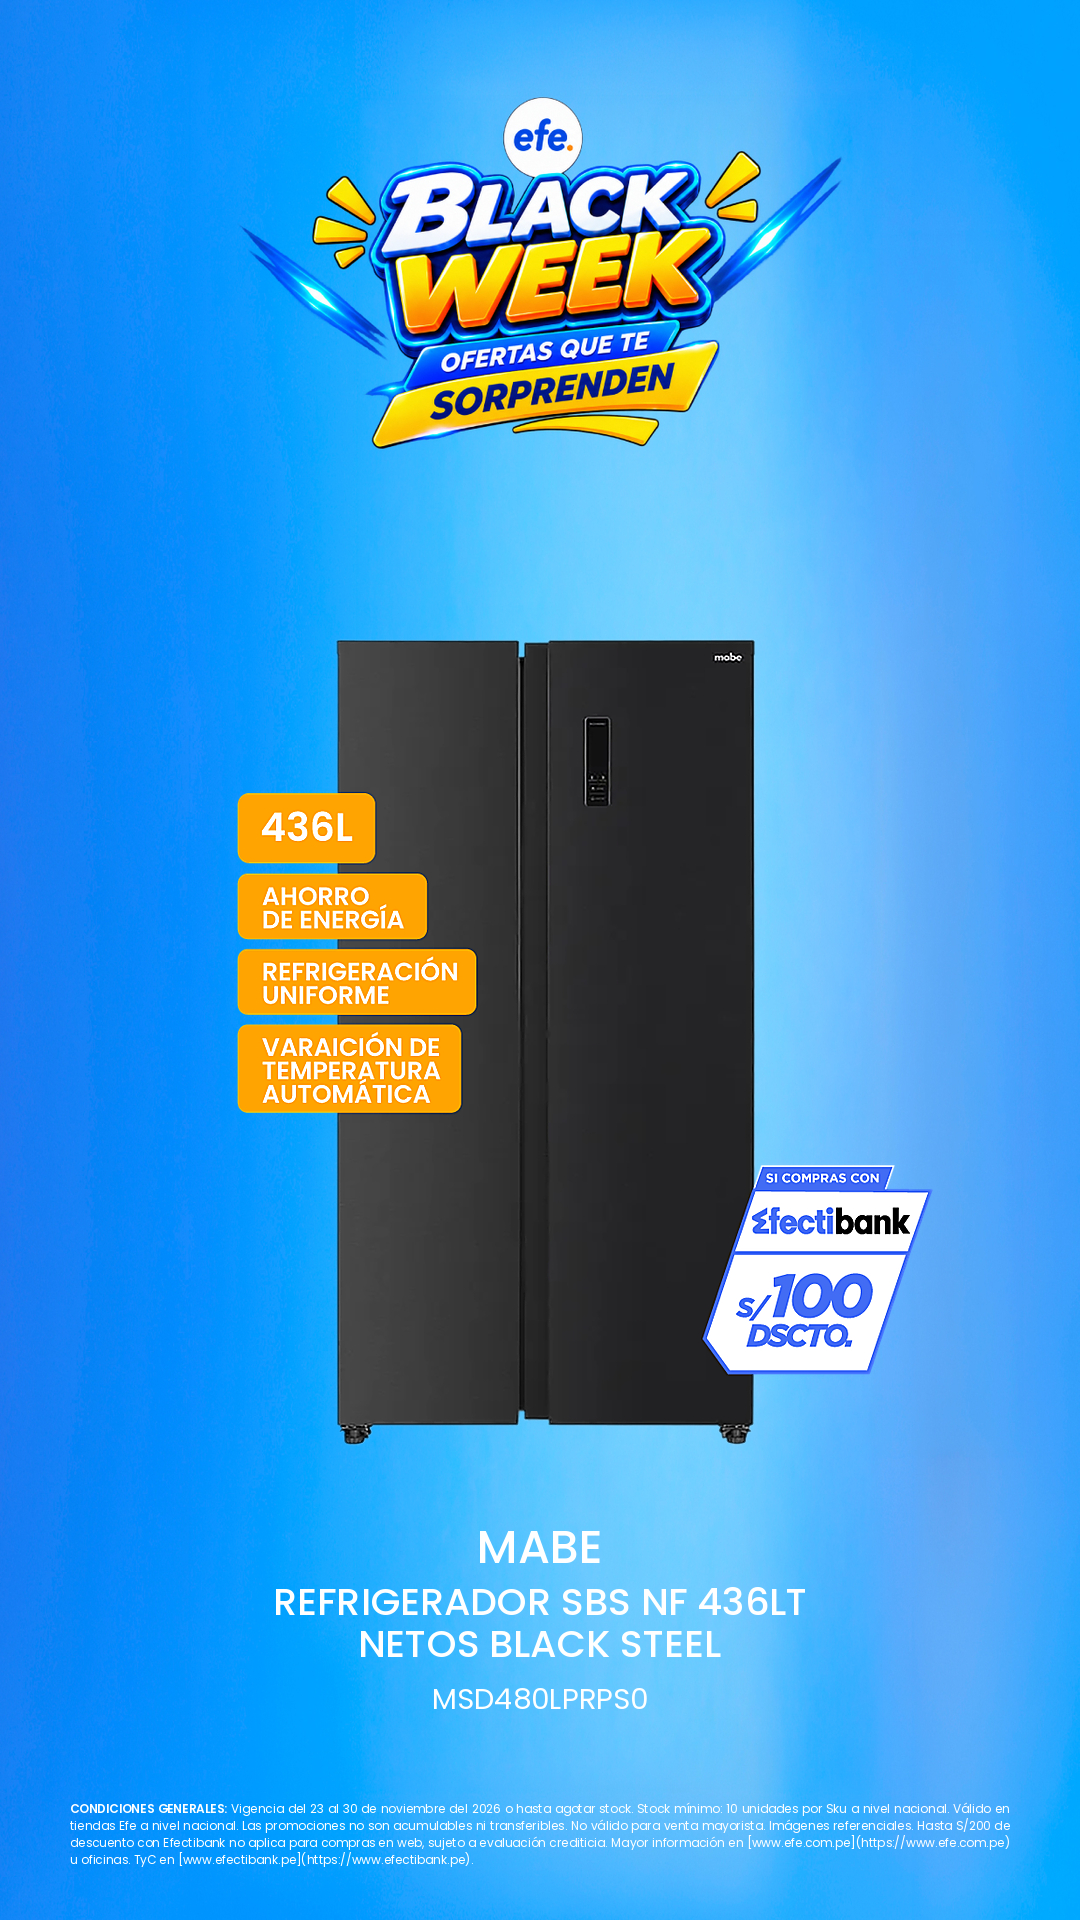 efe.
BLACK
WEEK
OFERTAS QUE TE
SORPRENDEN
mabe
436L
AHORRO
DE ENERGÍA
REFRIGERACIÓN
UNIFORME
VARAICIÓN DE
TEMPERATURA
AUTOMÁTICA
SI COMPRAS CON
Efectibank
S/100
DSCTO.
MABE
REFRIGERADOR SBS NF 436LT
NETOS BLACK STEEL
MSD480LPRPS0
CONDICIONES GENERALES: Vigencia del 23 al 30 de noviembre del 2026 o hasta agotar stock. Stock mínimo: 10 unidades por Sku a nivel nacional. Válido en
tiendas Efe a nivel nacional. Las promociones no son acumulables ni transferibles. No válido para venta mayorista. Imágenes referenciales. Hasta S/200 de
descuento con Efectibank no aplica para compras en web, sujeto a evaluación crediticia. Mayor información en [www.efe.com.pe](https://www.efe.com.pe)
u oficinas. TyC en [www.efectibank.pe](https://www.efectibank.pe).